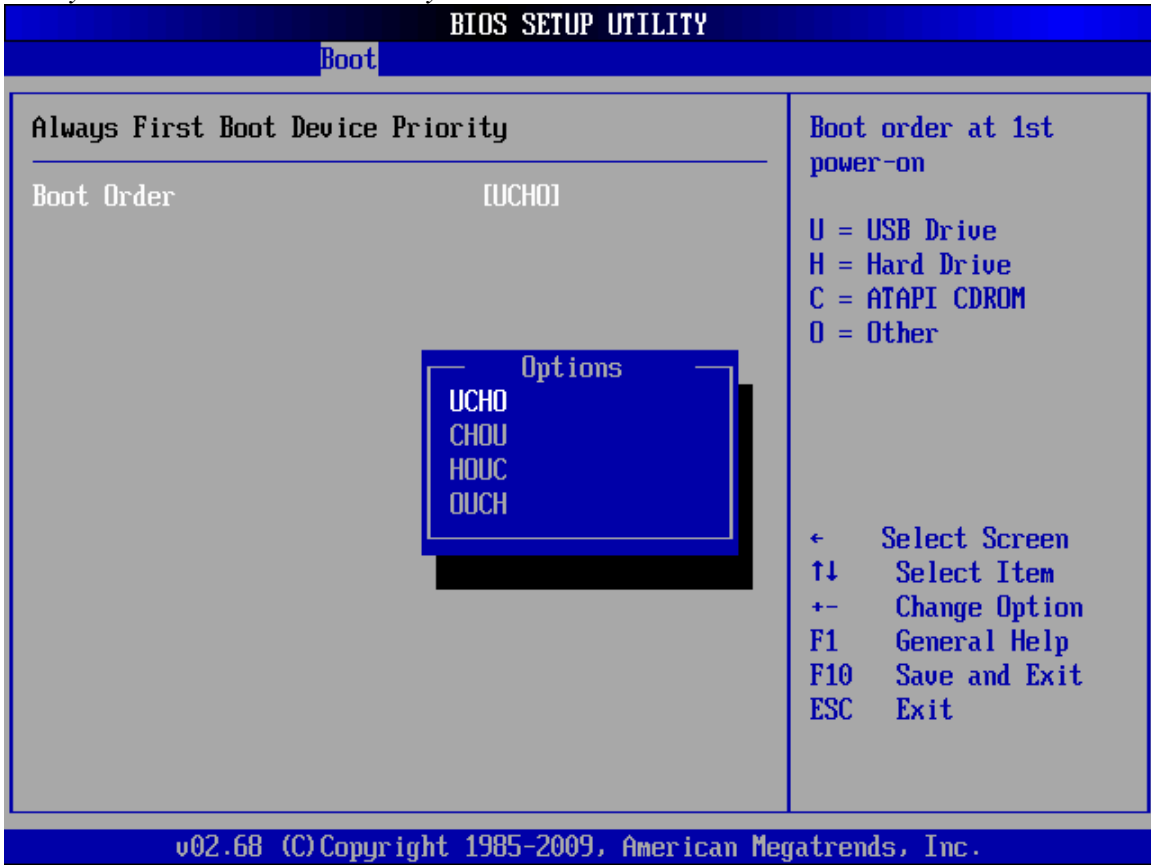 BIOS SETUP UTILITY
Boot
Always First Boot Device Priority
Boot Order [UCHO]
Options
UCHO
CHOU
HOUC
OUCH
Boot order at 1st
power-on
U = USB Drive
H = Hard Drive
C = ATAPI CDROM
O = Other
← Select Screen
↑↓ Select Item
+- Change Option
F1 General Help
F10 Save and Exit
ESC Exit
v02.68 (C)Copyright 1985-2009, American Megatrends, Inc.